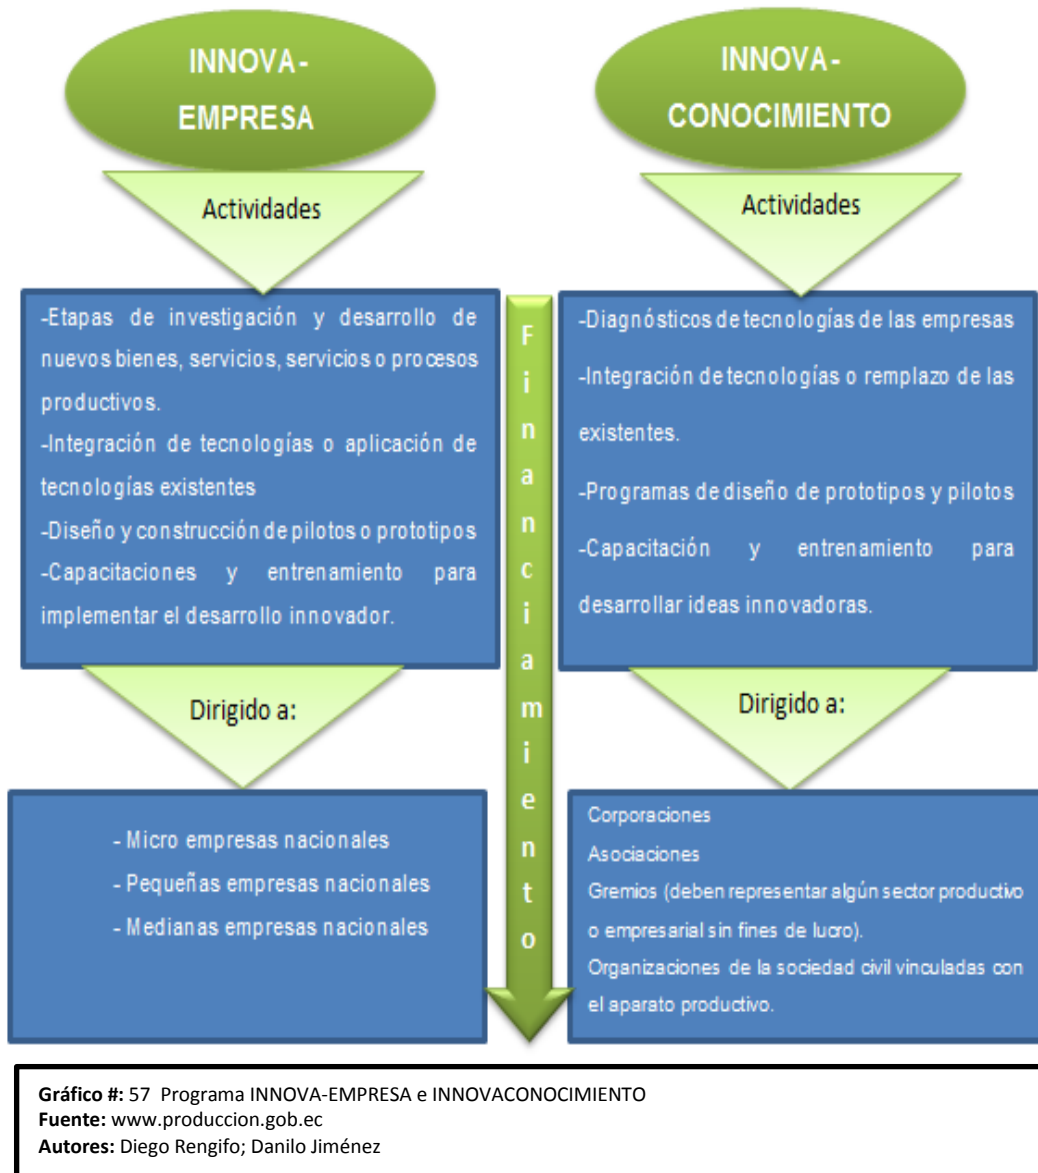 INNOVA-
EMPRESA
Actividades
-Etapas de investigación y desarrollo de
nuevos bienes, servicios, servicios o procesos
productivos.
-Integración de tecnologías o aplicación de
tecnologías existentes
-Diseño y construcción de pilotos o prototipos
-Capacitaciones y entrenamiento para
implementar el desarrollo innovador.
Dirigido a:
- Micro empresas nacionales
- Pequeñas empresas nacionales
- Medianas empresas nacionales
F
i
n
a
n
c
i
a
m
i
e
n
t
o
INNOVA-
CONOCIMIENTO
Actividades
-Diagnósticos de tecnologías de las empresas
-Integración de tecnologías o remplazo de las
existentes.
-Programas de diseño de prototipos y pilotos
-Capacitación y entrenamiento para
desarrollar ideas innovadoras.
Dirigido a:
Corporaciones
Asociaciones
Gremios (deben representar algún sector productivo
o empresarial sin fines de lucro).
Organizaciones de la sociedad civil vinculadas con
el aparato productivo.
Gráfico #: 57 Programa INNOVA-EMPRESA e INNOVACONOCIMIENTO
Fuente: www.produccion.gob.ec
Autores: Diego Rengifo; Danilo Jiménez